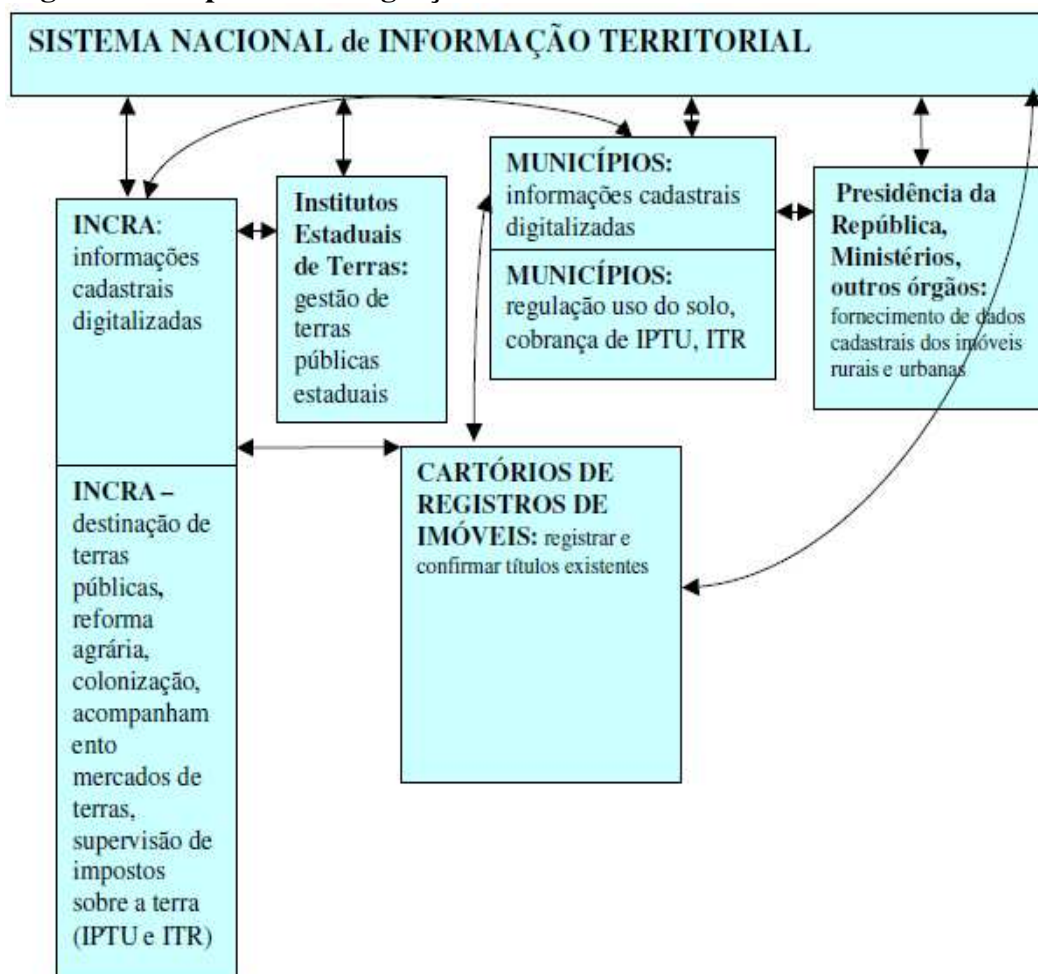 SISTEMA NACIONAL de INFORMAÇÃO TERRITORIAL
INCRA:
informações
cadastrais
digitalizadas
INCRA –
destinação de
terras
públicas,
reforma
agrária,
colonização,
acompanham
ento
mercados de
terras,
supervisão de
impostos
sobre a terra
(IPTU e ITR)
Institutos
Estaduais
de Terras:
gestão de
terras
públicas
estaduais
MUNICÍPIOS:
informações cadastrais
digitalizadas
MUNICÍPIOS:
regulação uso do solo,
cobrança de IPTU, ITR
Presidência da
República,
Ministérios,
outros órgãos:
fornecimento de dados
cadastrais dos imóveis
rurais e urbanas
CARTÓRIOS DE
REGISTROS DE
IMÓVEIS: registrar e
confirmar títulos existentes